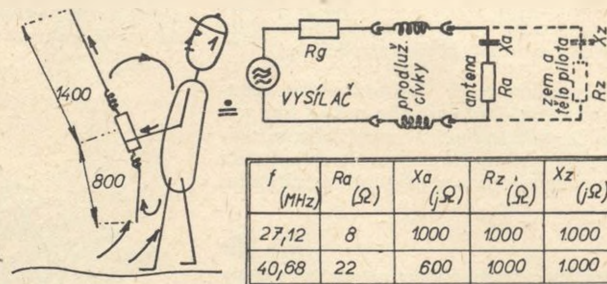 1400
800
Rg
VYSÍLAČ
prodluž.
cívky
antena
Xa
Ra
zem a
tělo pilota
Xz
Rz
f (MHz) Ra (Ω) Xa (jΩ) Rz (Ω) Xz (jΩ)
27,12 8 1000 1000 1000
40,68 22 600 1000 1000